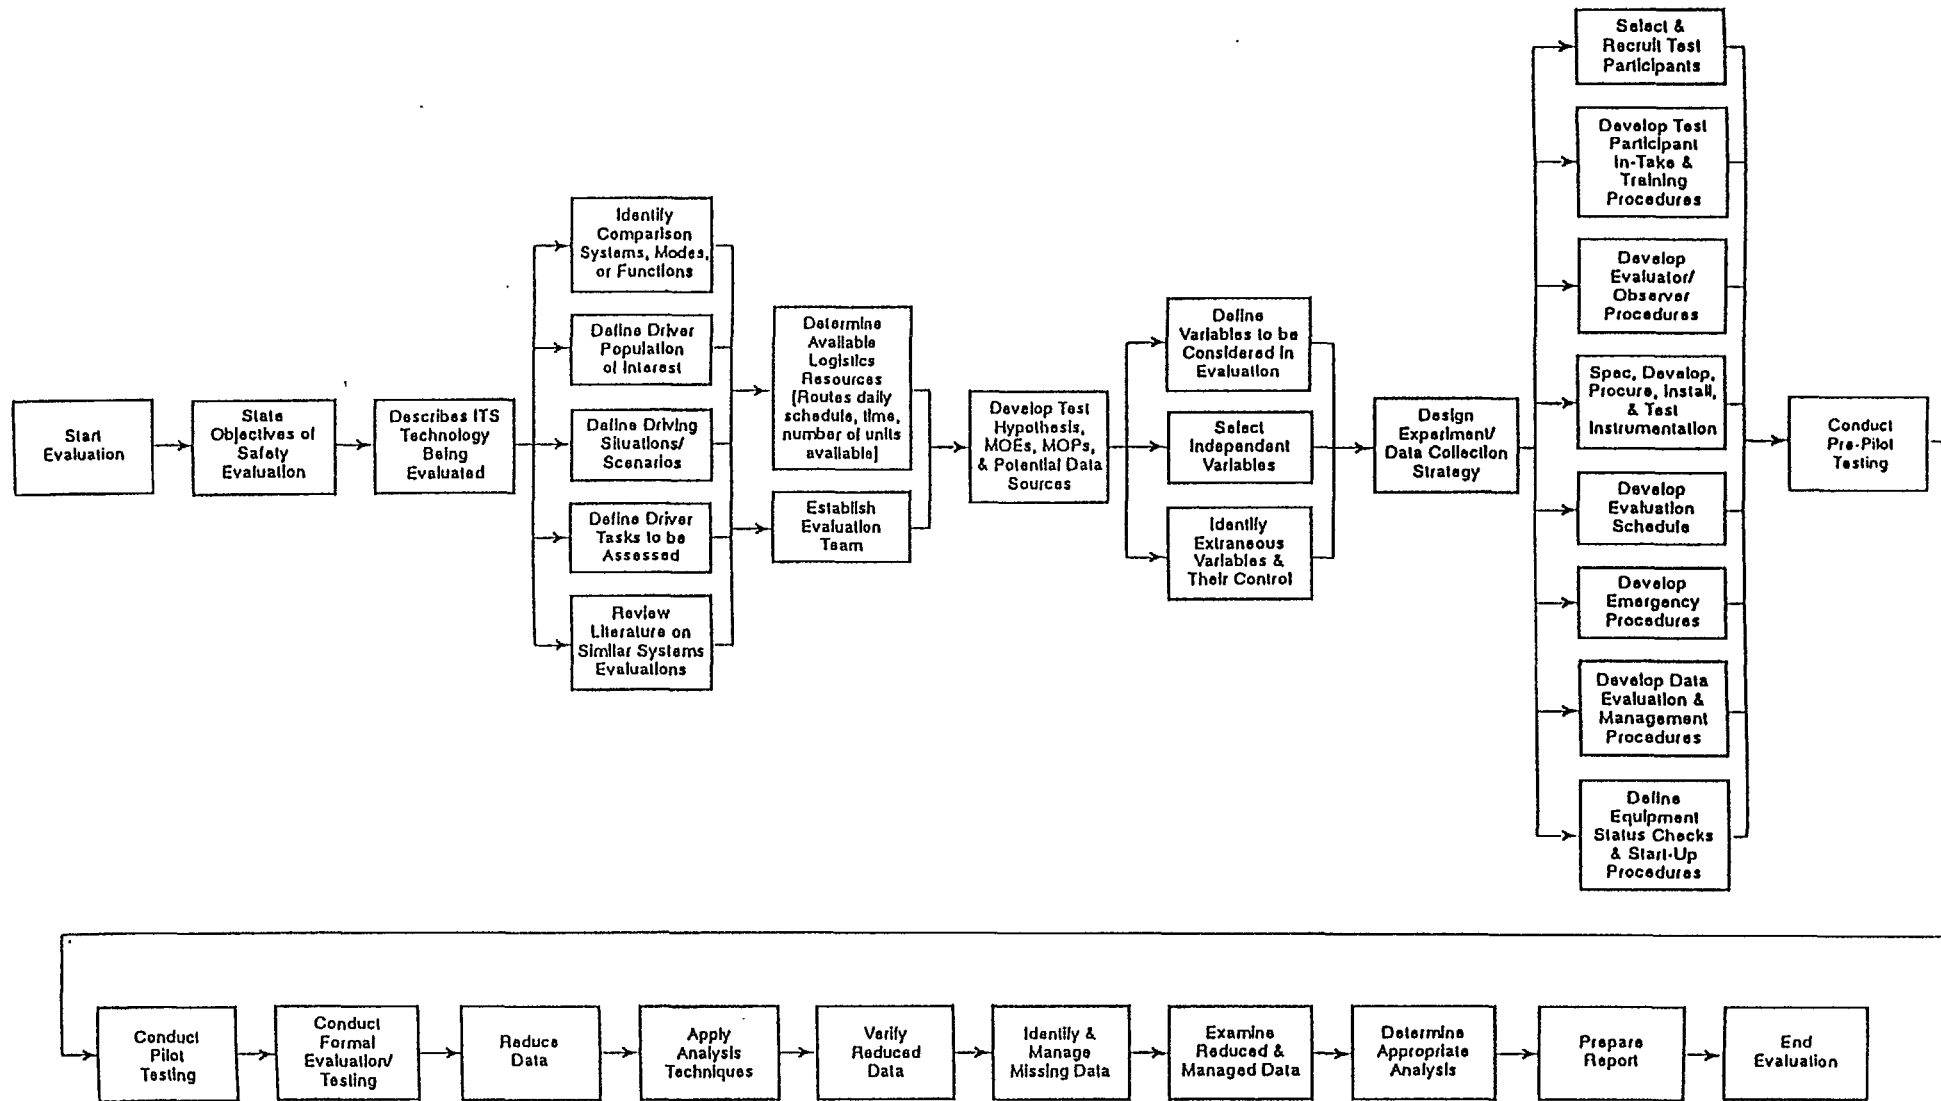 Start
Evaluation
State
Objectives of
Safety
Evaluation
Describes ITS
Technology
Being
Evaluated
Identify
Comparison
Systems, Modes,
or Functions
Define Driver
Population
of Interest
Define Driving
Situations/
Scenarios
Define Driver
Tasks to be
Assessed
Review
Literature on
Similar Systems
Evaluations
Determine
Available
Logistics
Resources
[Routes daily
schedule, time,
number of units
available]
Establish
Evaluation
Team
Develop Test
Hypothesis,
MOEs, MOPs,
& Potential Data
Sources
Define
Variables to be
Considered in
Evaluation
Select
Independent
Variables
Identify
Extraneous
Variables &
Their Control
Design
Experiment/
Data Collection
Strategy
Select &
Recruit Test
Participants
Develop Test
Participant
In-Take &
Training
Procedures
Develop
Evaluator/
Observer
Procedures
Spec, Develop,
Procure, Install,
& Test
Instrumentation
Develop
Evaluation
Schedule
Develop
Emergency
Procedures
Develop Data
Evaluation &
Management
Procedures
Define
Equipment
Status Checks
& Start-Up
Procedures
Conduct
Pre-Pilot
Testing
Conduct
Pilot
Testing
Conduct
Formal
Evaluation/
Testing
Reduce
Data
Apply
Analysis
Techniques
Verify
Reduced
Data
Identify &
Manage
Missing Data
Examine
Reduced &
Managed Data
Determine
Appropriate
Analysis
Prepare
Report
End
Evaluation